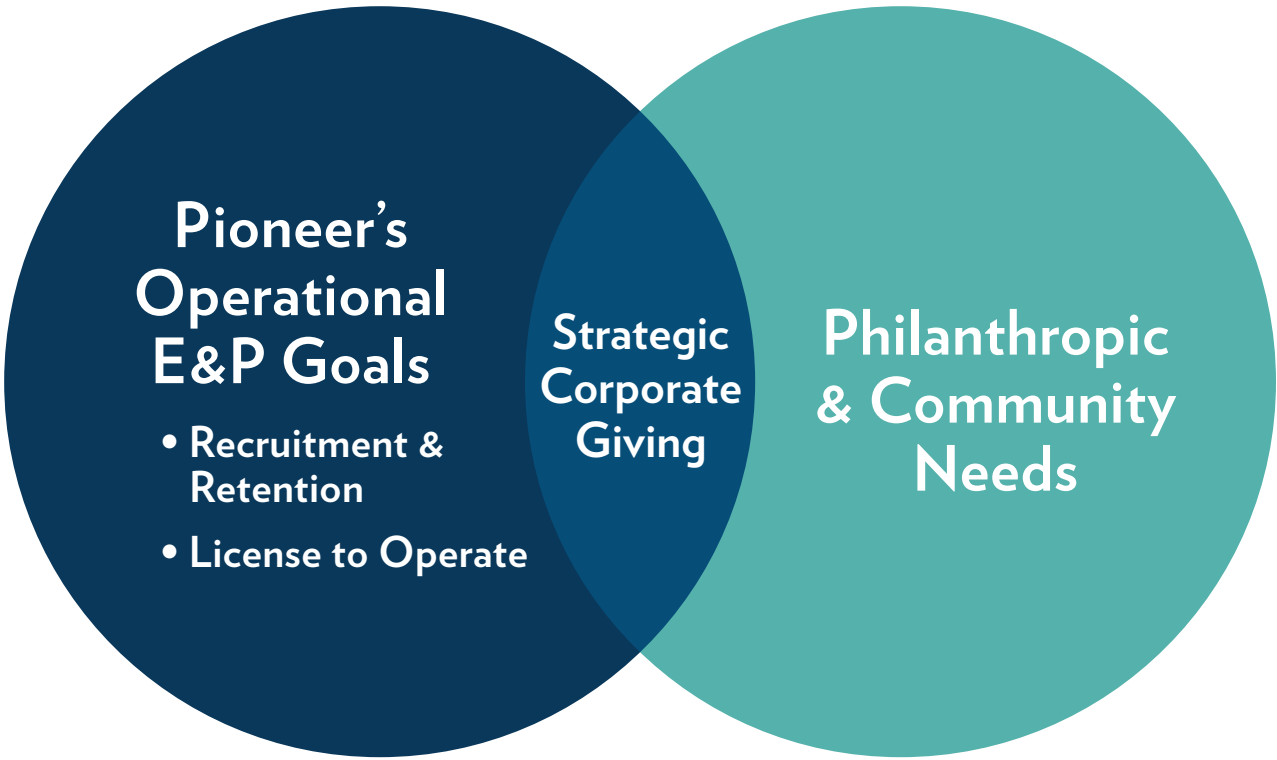 Pioneer’s
Operational
E&P Goals
• Recruitment &
Retention
• License to Operate
Strategic
Corporate
Giving
Philanthropic
& Community
Needs